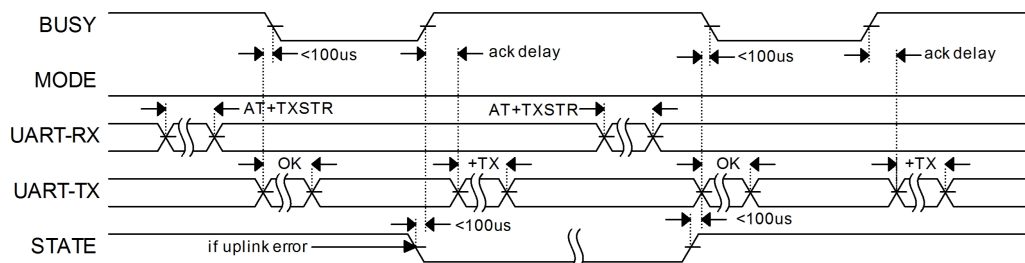 BUSY
<100us
ack delay
<100us
ack delay
MODE
AT+TXSTR
AT+TXSTR
UART-RX
OK
+TX
OK
+TX
UART-TX
<100us
<100us
if uplink error
STATE